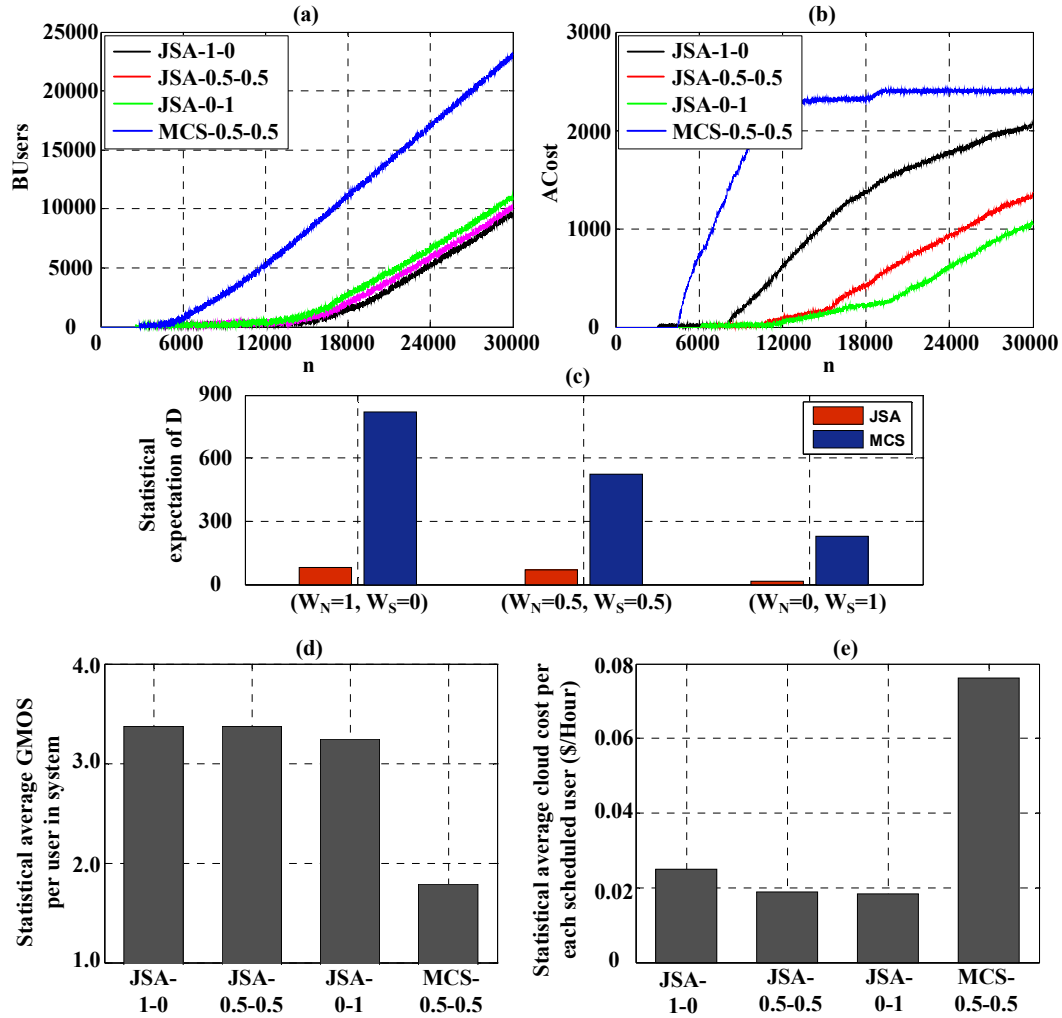 (a)
25000
20000
15000
10000
5000
0
BUsers
JSA-1-0
JSA-0.5-0.5
JSA-0-1
MCS-0.5-0.5
0 6000 12000 18000 24000 30000
n
(b)
3000
2000
1000
0
ACost
JSA-1-0
JSA-0.5-0.5
JSA-0-1
MCS-0.5-0.5
0 6000 12000 18000 24000 30000
n
(c)
900
600
300
0
Statistical
expectation of D
JSA
MCS
(W_N=1, W_S=0) (W_N=0.5, W_S=0.5) (W_N=0, W_S=1)
(d)
4.0
3.0
2.0
1.0
Statistical average GMOS
per user in system
JSA-
1-0
JSA-
0.5-0.5
JSA-
0-1
MCS-
0.5-0.5
(e)
0.08
0.06
0.04
0.02
0
Statistical average cloud cost per
each scheduled user ($/Hour)
JSA-
1-0
JSA-
0.5-0.5
JSA-
0-1
MCS-
0.5-0.5